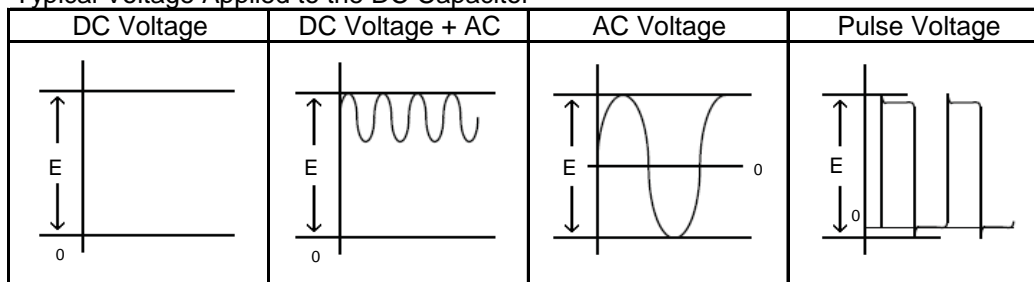 Typical Voltage Applied to the DC Capacitor
DC Voltage DC Voltage + AC AC Voltage Pulse Voltage
E E E E
0 0 0 0